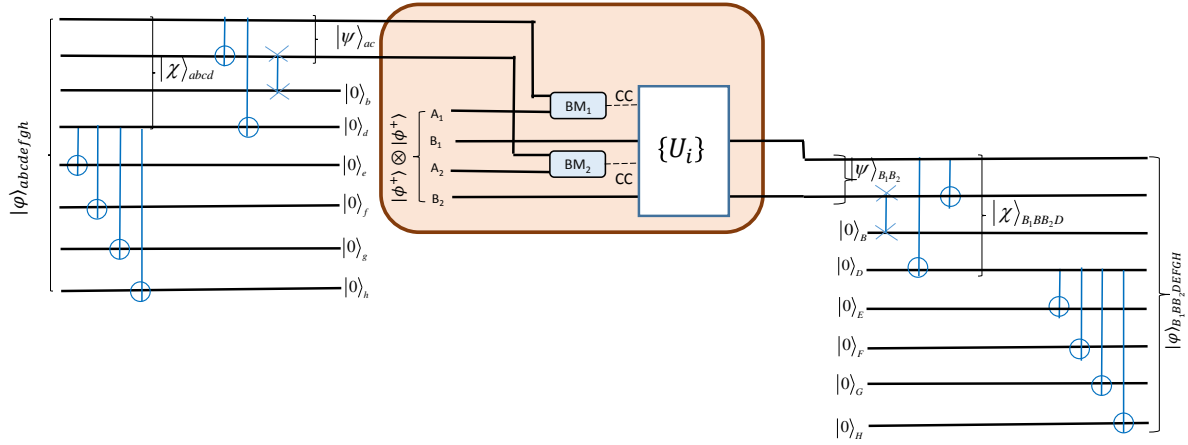 |φ⟩abcdefgh
|χ⟩abcd
|ψ⟩ac
|0⟩b
|0⟩d
|0⟩e
|0⟩f
|0⟩g
|0⟩h
|ϕ⁺⟩ ⊗ |ϕ⁺⟩
A₁
B₁
A₂
B₂
BM₁
CC
BM₂
CC
{Uᵢ}
|ψ⟩B₁B₂
|χ⟩B₁BB₂D
|0⟩B
|0⟩D
|0⟩E
|0⟩F
|0⟩G
|0⟩H
|φ⟩B₁BB₂DEFGH